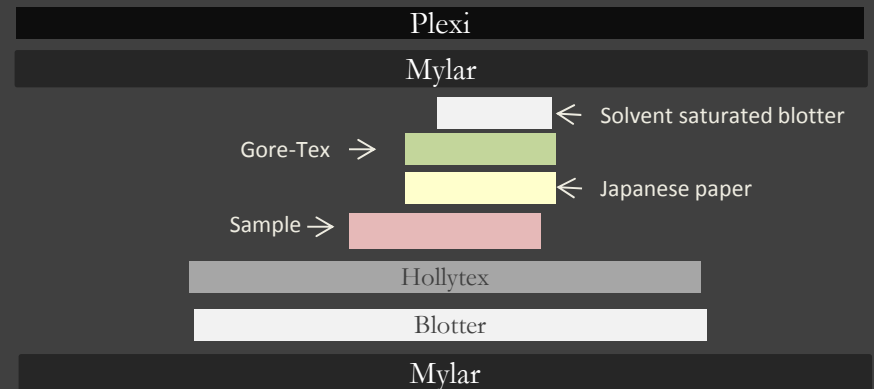 Plexi
Mylar
Solvent saturated blotter
Gore-Tex
Japanese paper
Sample
Hollytex
Blotter
Mylar